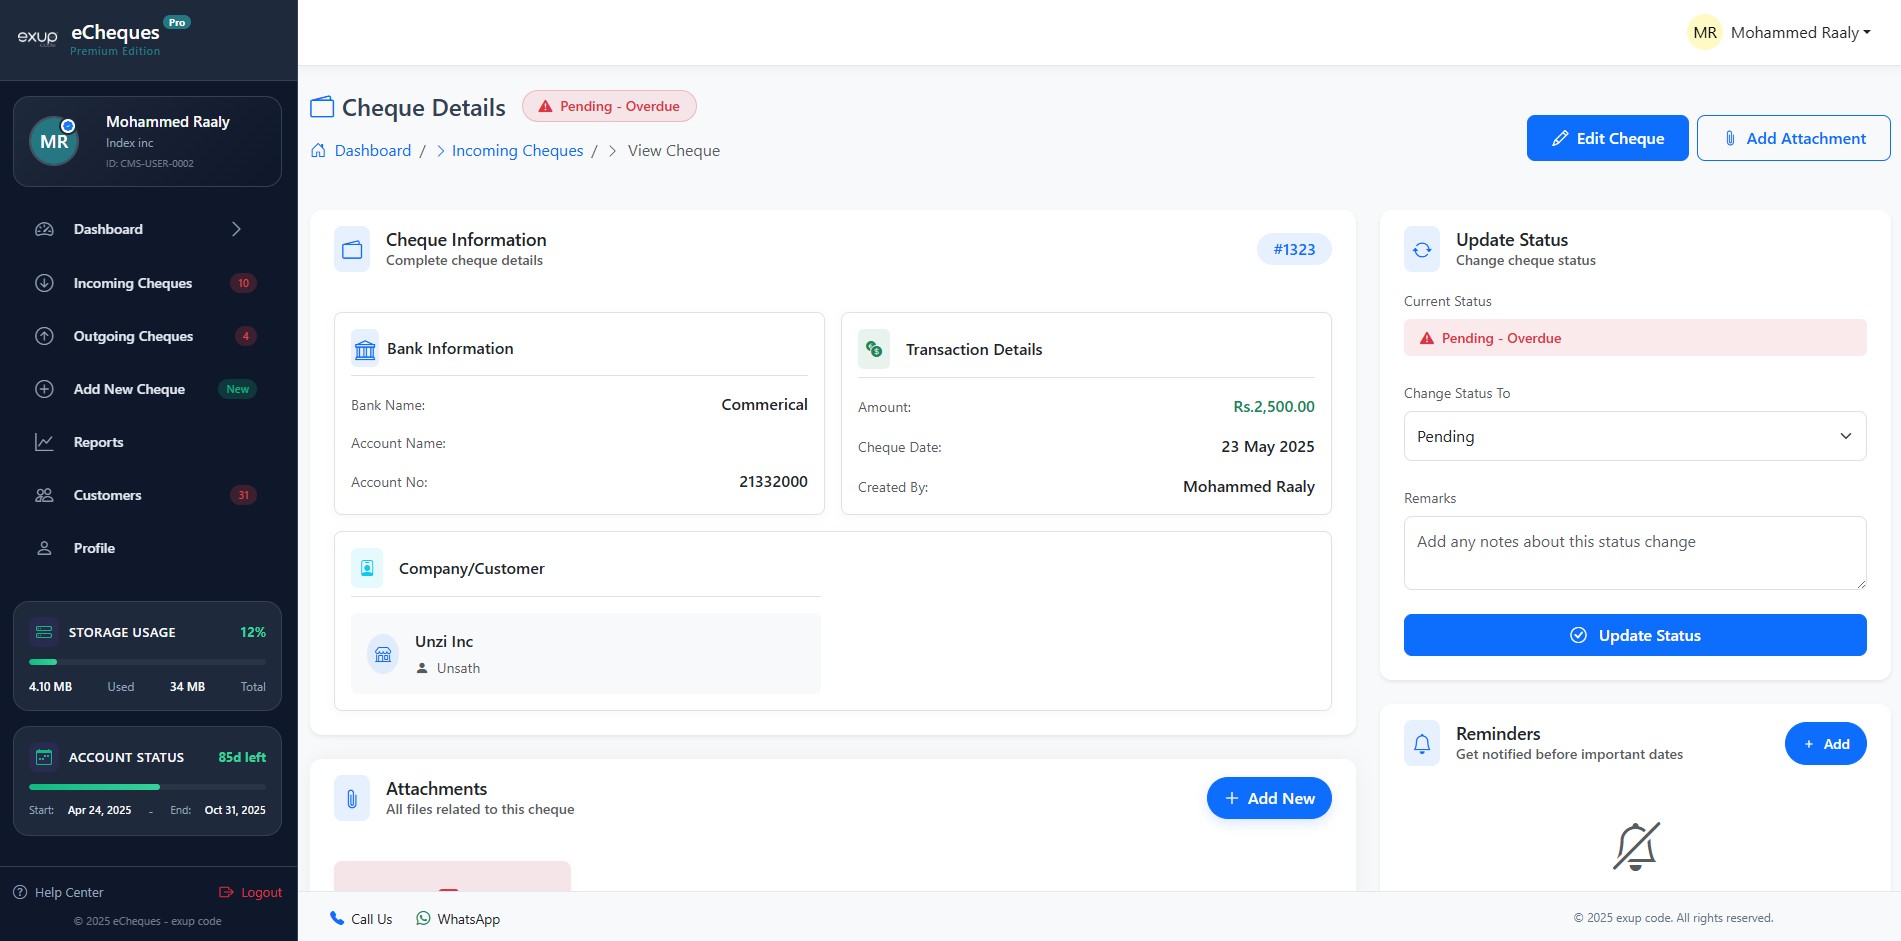 exup
eCheques Pro
Premium Edition
MR Mohammed Raaly
MR
Mohammed Raaly
Index inc
ID: CMS-USER-0002
Dashboard
Incoming Cheques 10
Outgoing Cheques 4
Add New Cheque New
Reports
Customers 31
Profile
STORAGE USAGE 12%
4.10 MB Used 34 MB Total
ACCOUNT STATUS 85d left
Start: Apr 24, 2025 - End: Oct 31, 2025
Help Center Logout
© 2025 eCheques - exup code
Cheque Details Pending - Overdue
Dashboard / > Incoming Cheques / > View Cheque
Edit Cheque Add Attachment
Cheque Information
Complete cheque details
#1323
Bank Information
Bank Name: Commerical
Account Name:
Account No: 21332000
Transaction Details
Amount: Rs.2,500.00
Cheque Date: 23 May 2025
Created By: Mohammed Raaly
Company/Customer
Unzi Inc
Unsath
Attachments
All files related to this cheque
+ Add New
Update Status
Change cheque status
Current Status
Pending - Overdue
Change Status To
Pending
Remarks
Add any notes about this status change
Update Status
Reminders
Get notified before important dates
+ Add
Call Us WhatsApp
© 2025 exup code. All rights reserved.